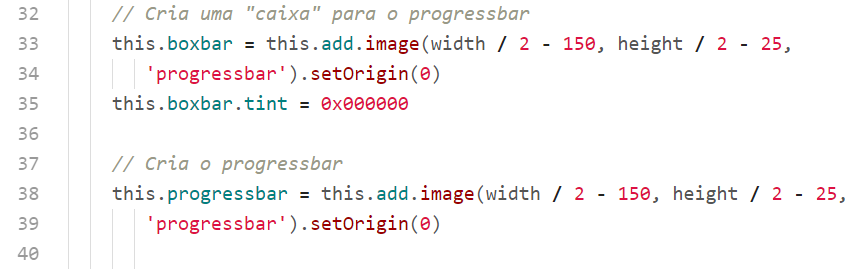 32 // Cria uma "caixa" para o progressbar
33 this.boxbar = this.add.image(width / 2 - 150, height / 2 - 25,
34 'progressbar').setOrigin(0)
35 this.boxbar.tint = 0x000000
36
37 // Cria o progressbar
38 this.progressbar = this.add.image(width / 2 - 150, height / 2 - 25,
39 'progressbar').setOrigin(0)
40